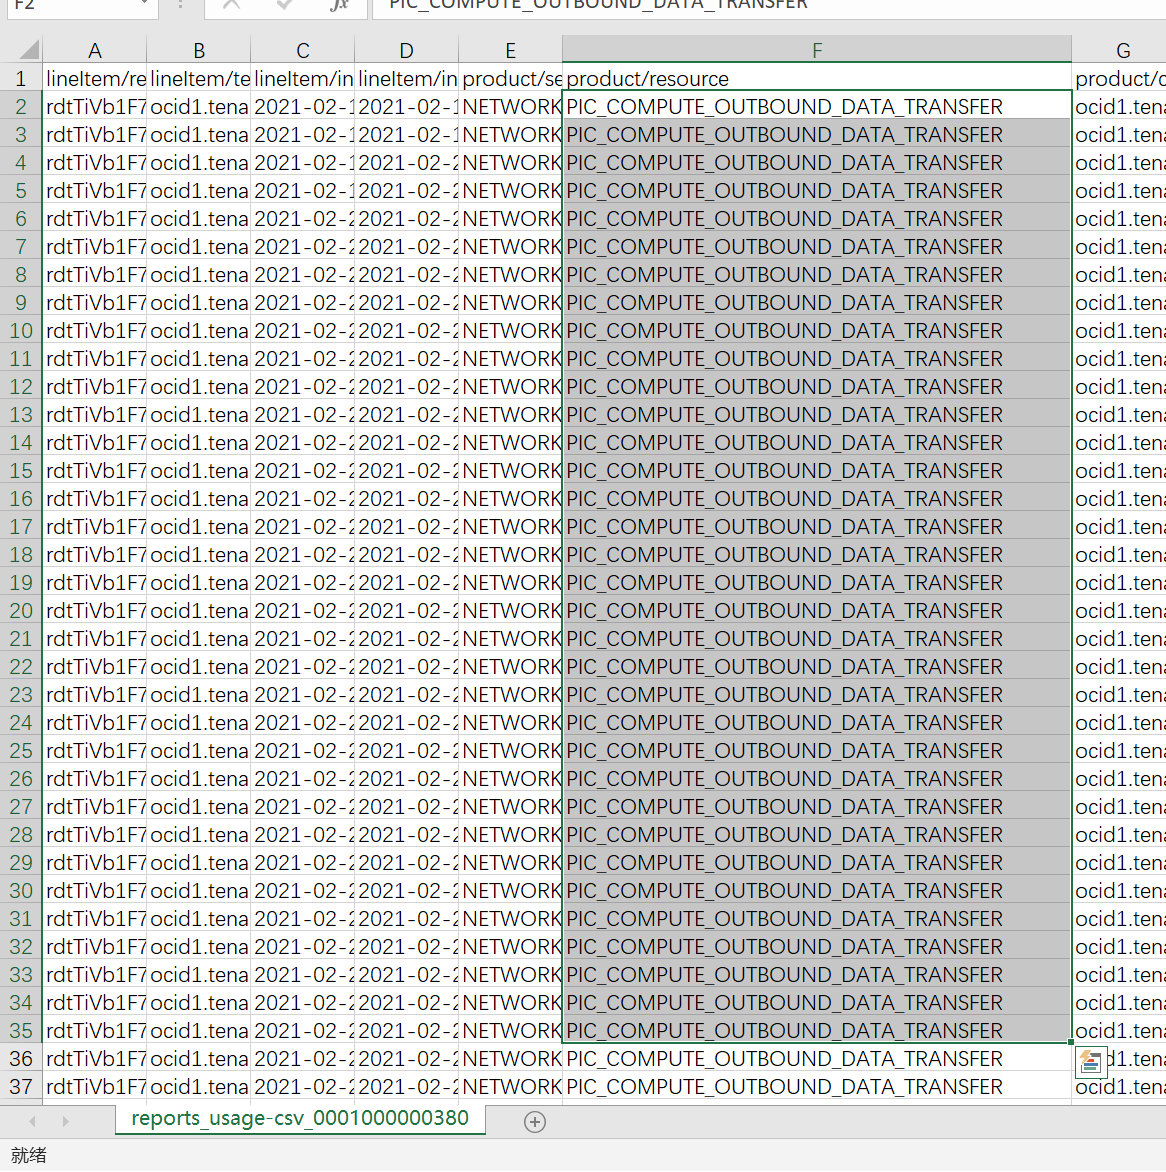 F2 fx PIC_COMPUTE_OUTBOUND_DATA_TRANSFER
A B C D E F G
1 lineItem/re lineItem/te lineItem/in lineItem/in product/se product/resource product/c
2 rdtTiVb1F7 ocid1.tena 2021-02-1 2021-02-1 NETWORK PIC_COMPUTE_OUTBOUND_DATA_TRANSFER ocid1.tena
3 rdtTiVb1F7 ocid1.tena 2021-02-1 2021-02-1 NETWORK PIC_COMPUTE_OUTBOUND_DATA_TRANSFER ocid1.tena
4 rdtTiVb1F7 ocid1.tena 2021-02-1 2021-02-2 NETWORK PIC_COMPUTE_OUTBOUND_DATA_TRANSFER ocid1.tena
5 rdtTiVb1F7 ocid1.tena 2021-02-1 2021-02-2 NETWORK PIC_COMPUTE_OUTBOUND_DATA_TRANSFER ocid1.tena
6 rdtTiVb1F7 ocid1.tena 2021-02-2 2021-02-2 NETWORK PIC_COMPUTE_OUTBOUND_DATA_TRANSFER ocid1.tena
7 rdtTiVb1F7 ocid1.tena 2021-02-2 2021-02-2 NETWORK PIC_COMPUTE_OUTBOUND_DATA_TRANSFER ocid1.tena
8 rdtTiVb1F7 ocid1.tena 2021-02-2 2021-02-2 NETWORK PIC_COMPUTE_OUTBOUND_DATA_TRANSFER ocid1.tena
9 rdtTiVb1F7 ocid1.tena 2021-02-2 2021-02-2 NETWORK PIC_COMPUTE_OUTBOUND_DATA_TRANSFER ocid1.tena
10 rdtTiVb1F7 ocid1.tena 2021-02-2 2021-02-2 NETWORK PIC_COMPUTE_OUTBOUND_DATA_TRANSFER ocid1.tena
11 rdtTiVb1F7 ocid1.tena 2021-02-2 2021-02-2 NETWORK PIC_COMPUTE_OUTBOUND_DATA_TRANSFER ocid1.tena
12 rdtTiVb1F7 ocid1.tena 2021-02-2 2021-02-2 NETWORK PIC_COMPUTE_OUTBOUND_DATA_TRANSFER ocid1.tena
13 rdtTiVb1F7 ocid1.tena 2021-02-2 2021-02-2 NETWORK PIC_COMPUTE_OUTBOUND_DATA_TRANSFER ocid1.tena
14 rdtTiVb1F7 ocid1.tena 2021-02-2 2021-02-2 NETWORK PIC_COMPUTE_OUTBOUND_DATA_TRANSFER ocid1.tena
15 rdtTiVb1F7 ocid1.tena 2021-02-2 2021-02-2 NETWORK PIC_COMPUTE_OUTBOUND_DATA_TRANSFER ocid1.tena
16 rdtTiVb1F7 ocid1.tena 2021-02-2 2021-02-2 NETWORK PIC_COMPUTE_OUTBOUND_DATA_TRANSFER ocid1.tena
17 rdtTiVb1F7 ocid1.tena 2021-02-2 2021-02-2 NETWORK PIC_COMPUTE_OUTBOUND_DATA_TRANSFER ocid1.tena
18 rdtTiVb1F7 ocid1.tena 2021-02-2 2021-02-2 NETWORK PIC_COMPUTE_OUTBOUND_DATA_TRANSFER ocid1.tena
19 rdtTiVb1F7 ocid1.tena 2021-02-2 2021-02-2 NETWORK PIC_COMPUTE_OUTBOUND_DATA_TRANSFER ocid1.tena
20 rdtTiVb1F7 ocid1.tena 2021-02-2 2021-02-2 NETWORK PIC_COMPUTE_OUTBOUND_DATA_TRANSFER ocid1.tena
21 rdtTiVb1F7 ocid1.tena 2021-02-2 2021-02-2 NETWORK PIC_COMPUTE_OUTBOUND_DATA_TRANSFER ocid1.tena
22 rdtTiVb1F7 ocid1.tena 2021-02-2 2021-02-2 NETWORK PIC_COMPUTE_OUTBOUND_DATA_TRANSFER ocid1.tena
23 rdtTiVb1F7 ocid1.tena 2021-02-2 2021-02-2 NETWORK PIC_COMPUTE_OUTBOUND_DATA_TRANSFER ocid1.tena
24 rdtTiVb1F7 ocid1.tena 2021-02-2 2021-02-2 NETWORK PIC_COMPUTE_OUTBOUND_DATA_TRANSFER ocid1.tena
25 rdtTiVb1F7 ocid1.tena 2021-02-2 2021-02-2 NETWORK PIC_COMPUTE_OUTBOUND_DATA_TRANSFER ocid1.tena
26 rdtTiVb1F7 ocid1.tena 2021-02-2 2021-02-2 NETWORK PIC_COMPUTE_OUTBOUND_DATA_TRANSFER ocid1.tena
27 rdtTiVb1F7 ocid1.tena 2021-02-2 2021-02-2 NETWORK PIC_COMPUTE_OUTBOUND_DATA_TRANSFER ocid1.tena
28 rdtTiVb1F7 ocid1.tena 2021-02-2 2021-02-2 NETWORK PIC_COMPUTE_OUTBOUND_DATA_TRANSFER ocid1.tena
29 rdtTiVb1F7 ocid1.tena 2021-02-2 2021-02-2 NETWORK PIC_COMPUTE_OUTBOUND_DATA_TRANSFER ocid1.tena
30 rdtTiVb1F7 ocid1.tena 2021-02-2 2021-02-2 NETWORK PIC_COMPUTE_OUTBOUND_DATA_TRANSFER ocid1.tena
31 rdtTiVb1F7 ocid1.tena 2021-02-2 2021-02-2 NETWORK PIC_COMPUTE_OUTBOUND_DATA_TRANSFER ocid1.tena
32 rdtTiVb1F7 ocid1.tena 2021-02-2 2021-02-2 NETWORK PIC_COMPUTE_OUTBOUND_DATA_TRANSFER ocid1.tena
33 rdtTiVb1F7 ocid1.tena 2021-02-2 2021-02-2 NETWORK PIC_COMPUTE_OUTBOUND_DATA_TRANSFER ocid1.tena
34 rdtTiVb1F7 ocid1.tena 2021-02-2 2021-02-2 NETWORK PIC_COMPUTE_OUTBOUND_DATA_TRANSFER ocid1.tena
35 rdtTiVb1F7 ocid1.tena 2021-02-2 2021-02-2 NETWORK PIC_COMPUTE_OUTBOUND_DATA_TRANSFER ocid1.tena
36 rdtTiVb1F7 ocid1.tena 2021-02-2 2021-02-2 NETWORK PIC_COMPUTE_OUTBOUND_DATA_TRANSFER d1.tena
37 rdtTiVb1F7 ocid1.tena 2021-02-2 2021-02-2 NETWORK PIC_COMPUTE_OUTBOUND_DATA_TRANSFER ocid1.tena
reports_usage-csv_0001000000380
就绪